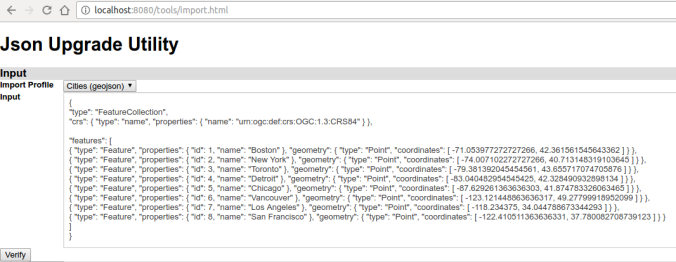 localhost:8080/tools/import.html
Json Upgrade Utility
Input
Import Profile Cities (geojson)
Input
{
"type": "FeatureCollection",
"crs": { "type": "name", "properties": { "name": "urn:ogc:def:crs:OGC:1.3:CRS84" } },
"features": [
{ "type": "Feature", "properties": { "id": 1, "name": "Boston" }, "geometry": { "type": "Point", "coordinates": [ -71.053977272727266, 42.361561545643362 ] } },
{ "type": "Feature", "properties": { "id": 2, "name": "New York" }, "geometry": { "type": "Point", "coordinates": [ -74.007102272727266, 40.713148319103645 ] } },
{ "type": "Feature", "properties": { "id": 3, "name": "Toronto" }, "geometry": { "type": "Point", "coordinates": [ -79.381392045454561, 43.655717074705876 ] } },
{ "type": "Feature", "properties": { "id": 4, "name": "Detroit" }, "geometry": { "type": "Point", "coordinates": [ -83.040482954545425, 42.328490932898134 ] } },
{ "type": "Feature", "properties": { "id": 5, "name": "Chicago" }, "geometry": { "type": "Point", "coordinates": [ -87.629261363636303, 41.874783326063465 ] } },
{ "type": "Feature", "properties": { "id": 6, "name": "Vancouver" }, "geometry": { "type": "Point", "coordinates": [ -123.121448863636317, 49.27799918952099 ] } },
{ "type": "Feature", "properties": { "id": 7, "name": "Los Angeles" }, "geometry": { "type": "Point", "coordinates": [ -118.234375, 34.044788673344293 ] } },
{ "type": "Feature", "properties": { "id": 8, "name": "San Francisco" }, "geometry": { "type": "Point", "coordinates": [ -122.410511363636331, 37.780082708739123 ] } }
]
}
Verify